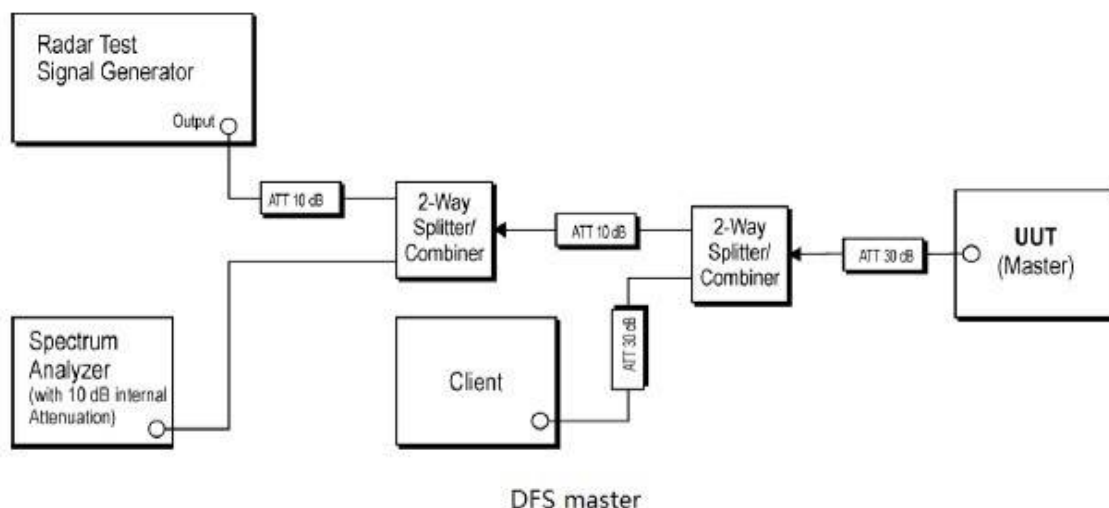 Radar Test
Signal Generator
Output
ATT 10 dB
2-Way
Splitter/
Combiner
ATT 10 dB
2-Way
Splitter/
Combiner
ATT 30 dB
UUT
(Master)
Spectrum
Analyzer
(with 10 dB internal
Attenuation)
Client
ATT 30 dB
DFS master